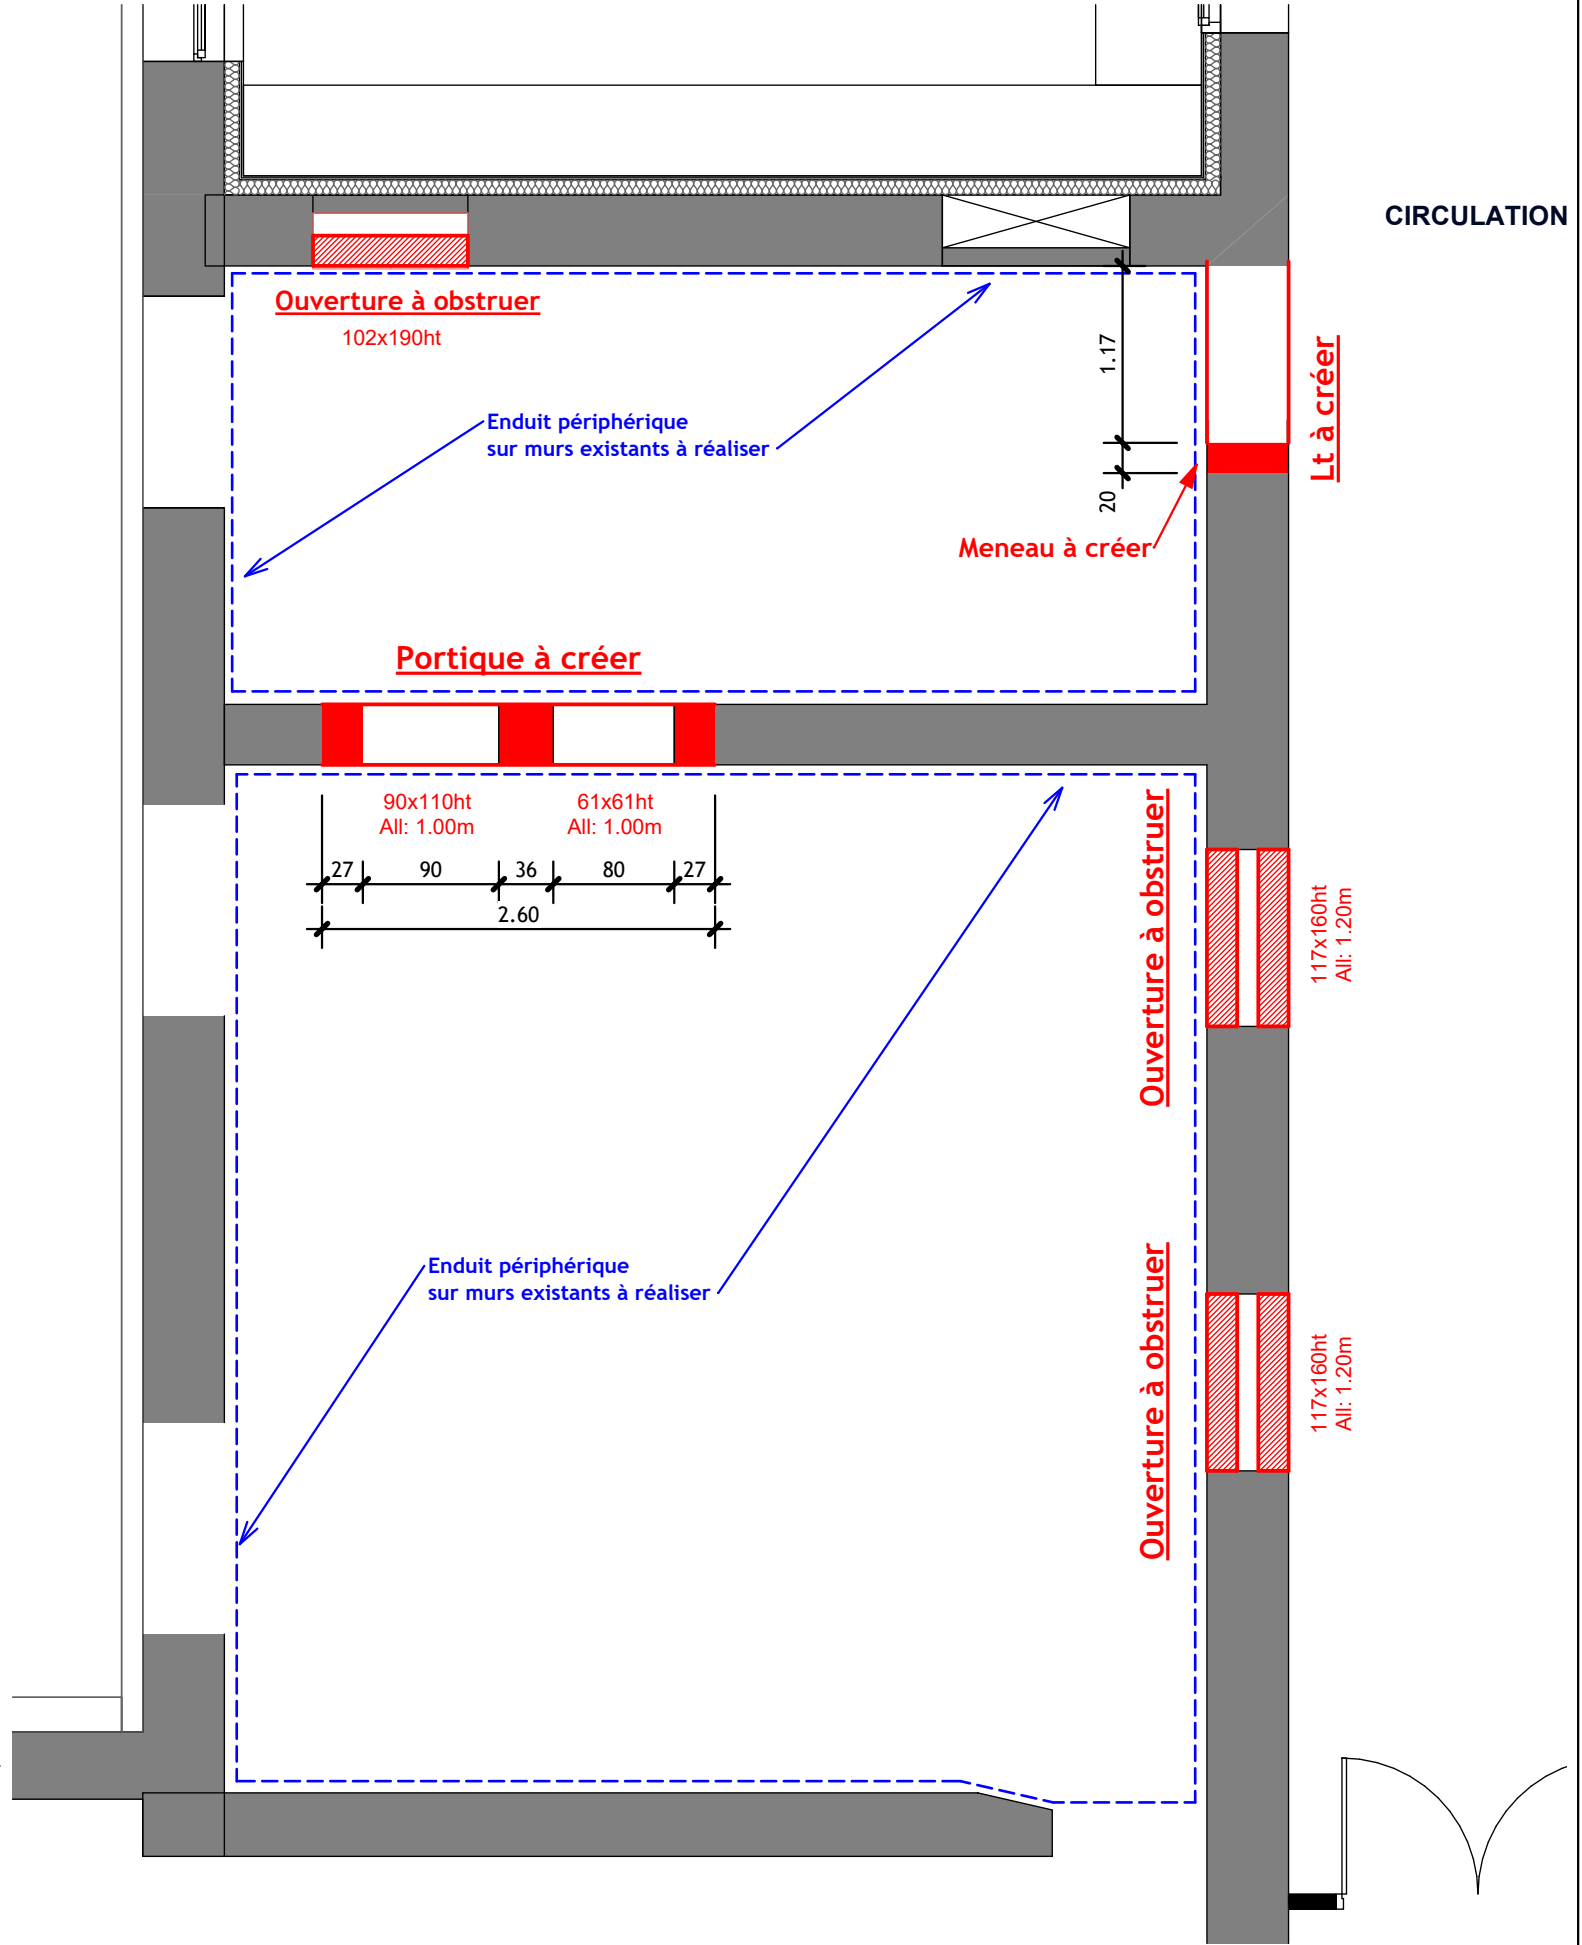 CIRCULATION
Ouverture à obstruer
102x190ht
1.17
Lt à créer
Enduit périphérique
sur murs existants à réaliser
20
Meneau à créer
Portique à créer
90x110ht
All: 1.00m
61x61ht
All: 1.00m
27
90
36
80
27
2.60
Ouverture à obstruer
117x160ht
All: 1.20m
Enduit périphérique
sur murs existants à réaliser
Ouverture à obstruer
117x160ht
All: 1.20m